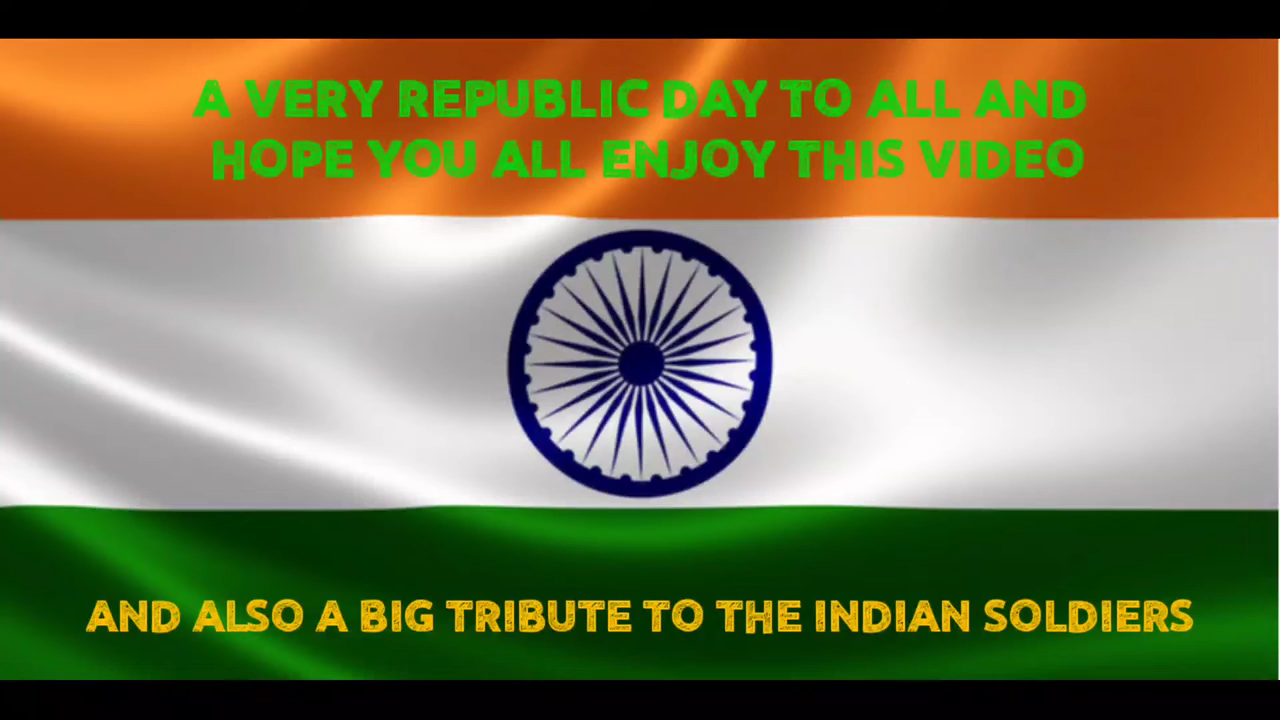 A VERY REPUBLIC DAY TO ALL AND
HOPE YOU ALL ENJOY THIS VIDEO
AND ALSO A BIG TRIBUTE TO THE INDIAN SOLDIERS